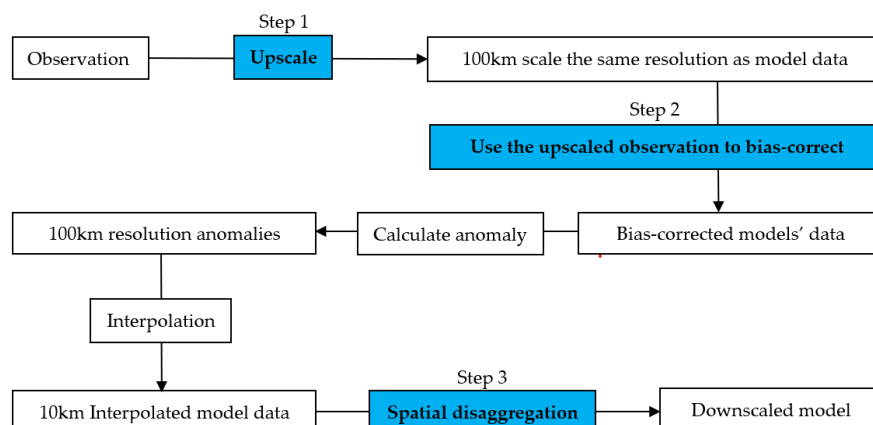 Step 1
Observation
Upscale
100km scale the same resolution as model data
Step 2
Use the upscaled observation to bias-correct
100km resolution anomalies
Calculate anomaly
Bias-corrected models’ data
Interpolation
Step 3
10km Interpolated model data
Spatial disaggregation
Downscaled model